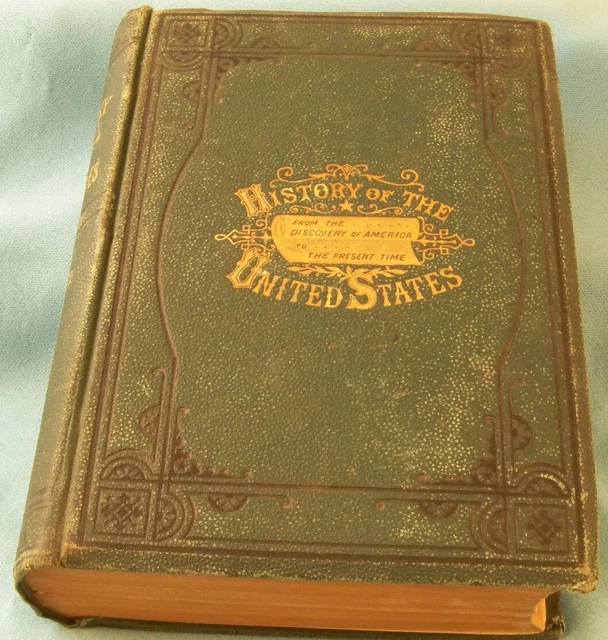 HISTORY OF THE
FROM THE . . . . . .
DISCOVERY OF AMERICA
TO . . . .
THE PRESENT TIME
UNITED STATES